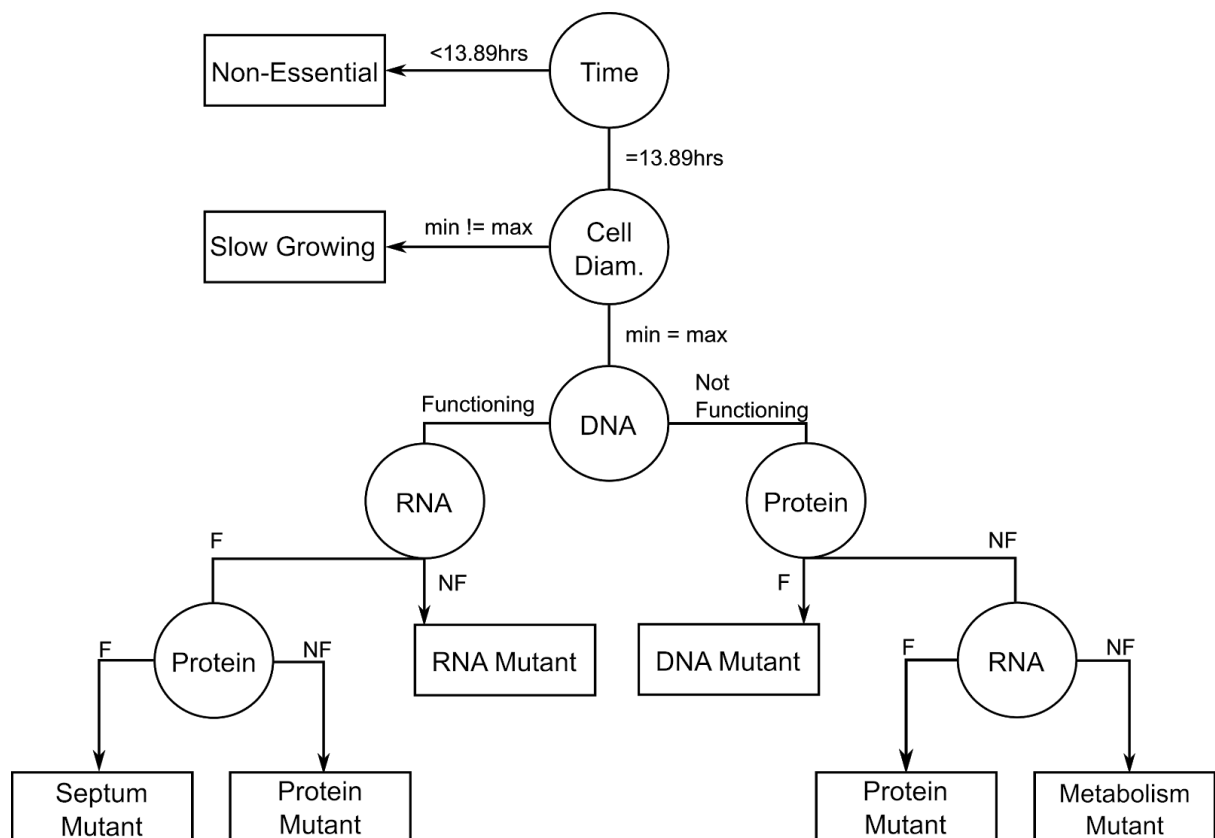 <13.89hrs
Non-Essential
Time
=13.89hrs
min != max
Slow Growing
Cell
Diam.
min = max
Functioning
DNA
Not
Functioning
RNA
Protein
F
NF
F
NF
F
Protein
NF
RNA Mutant
DNA Mutant
F
RNA
NF
Septum
Mutant
Protein
Mutant
Protein
Mutant
Metabolism
Mutant